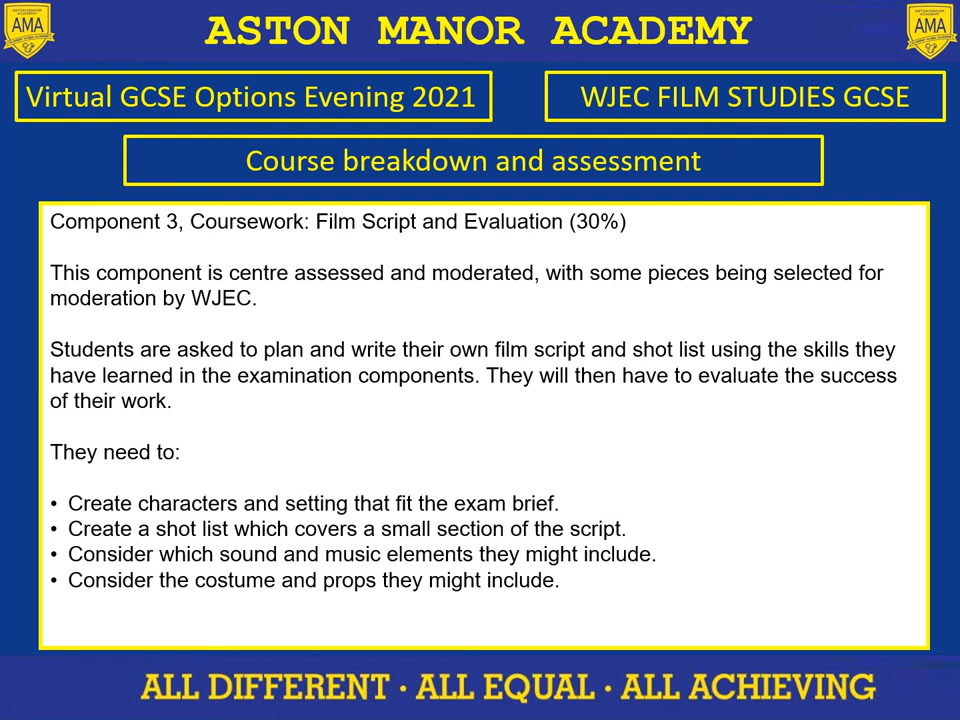 ASTON MANOR ACADEMY
AMA
AMA
Virtual GCSE Options Evening 2021
WJEC FILM STUDIES GCSE
Course breakdown and assessment
Component 3, Coursework: Film Script and Evaluation (30%)
This component is centre assessed and moderated, with some pieces being selected for
moderation by WJEC.
Students are asked to plan and write their own film script and shot list using the skills they
have learned in the examination components. They will then have to evaluate the success
of their work.
They need to:
• Create characters and setting that fit the exam brief.
• Create a shot list which covers a small section of the script.
• Consider which sound and music elements they might include.
• Consider the costume and props they might include.
ALL DIFFERENT · ALL EQUAL · ALL ACHIEVING